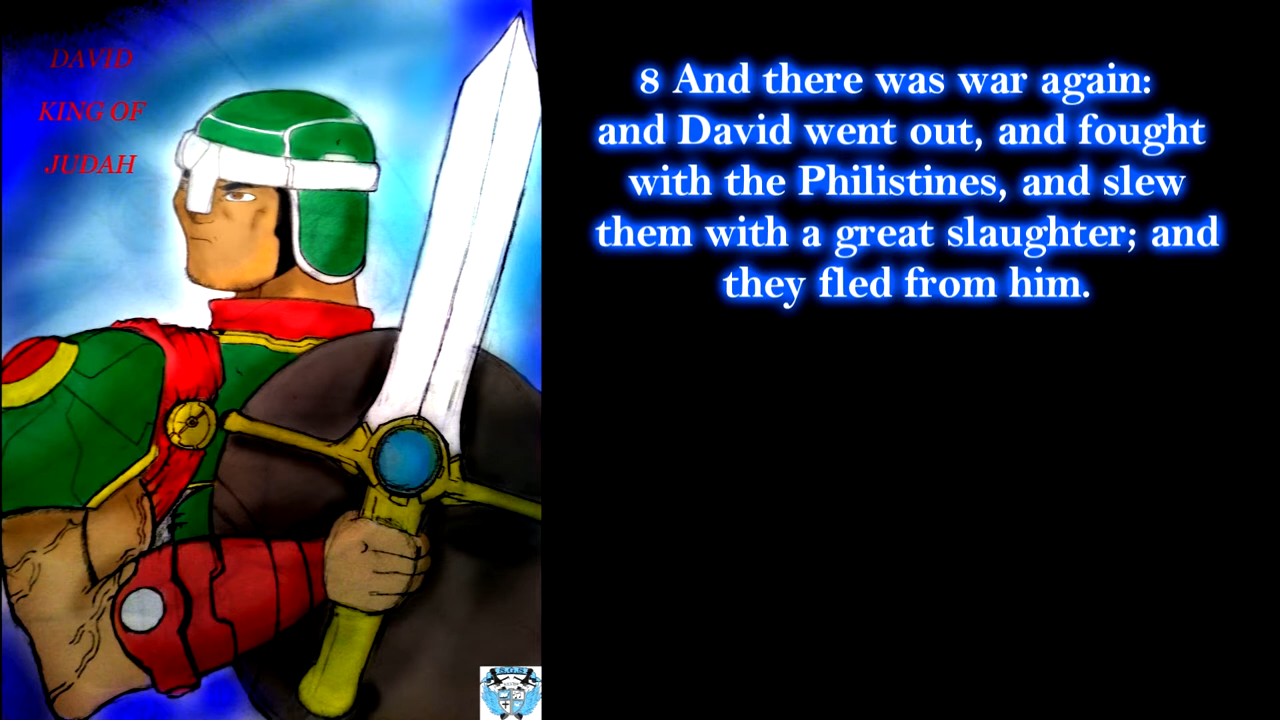 DAVID
KING OF
JUDAH
8 And there was war again:
and David went out, and fought
with the Philistines, and slew
them with a great slaughter; and
they fled from him.
S.G.S